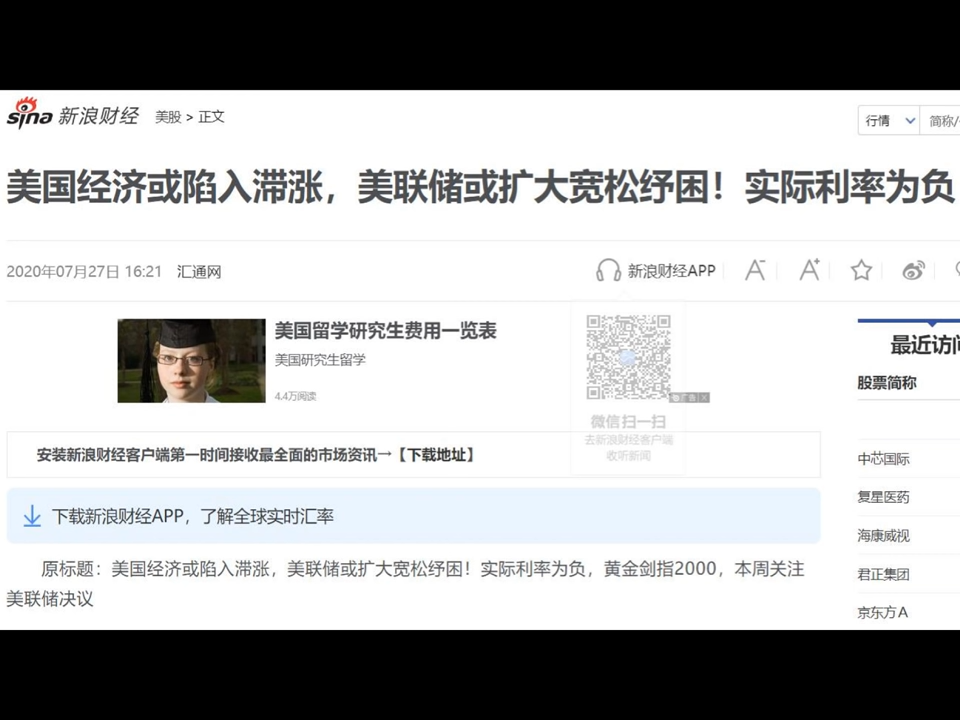 sina 新浪财经 美股 > 正文
行情 简称/
美国经济或陷入滞涨，美联储或扩大宽松纾困！实际利率为负
2020年07月27日 16:21 汇通网
新浪财经APP A- A+
美国留学研究生费用一览表
美国研究生留学
4.4万阅读
广告 X
微信扫一扫
去新浪财经客户端
收听新闻
安装新浪财经客户端第一时间接收最全面的市场资讯→【下载地址】
下载新浪财经APP，了解全球实时汇率
原标题：美国经济或陷入滞涨，美联储或扩大宽松纾困！实际利率为负，黄金剑指2000，本周关注
美联储决议
最近访问
股票简称
中芯国际
复星医药
海康威视
君正集团
京东方A